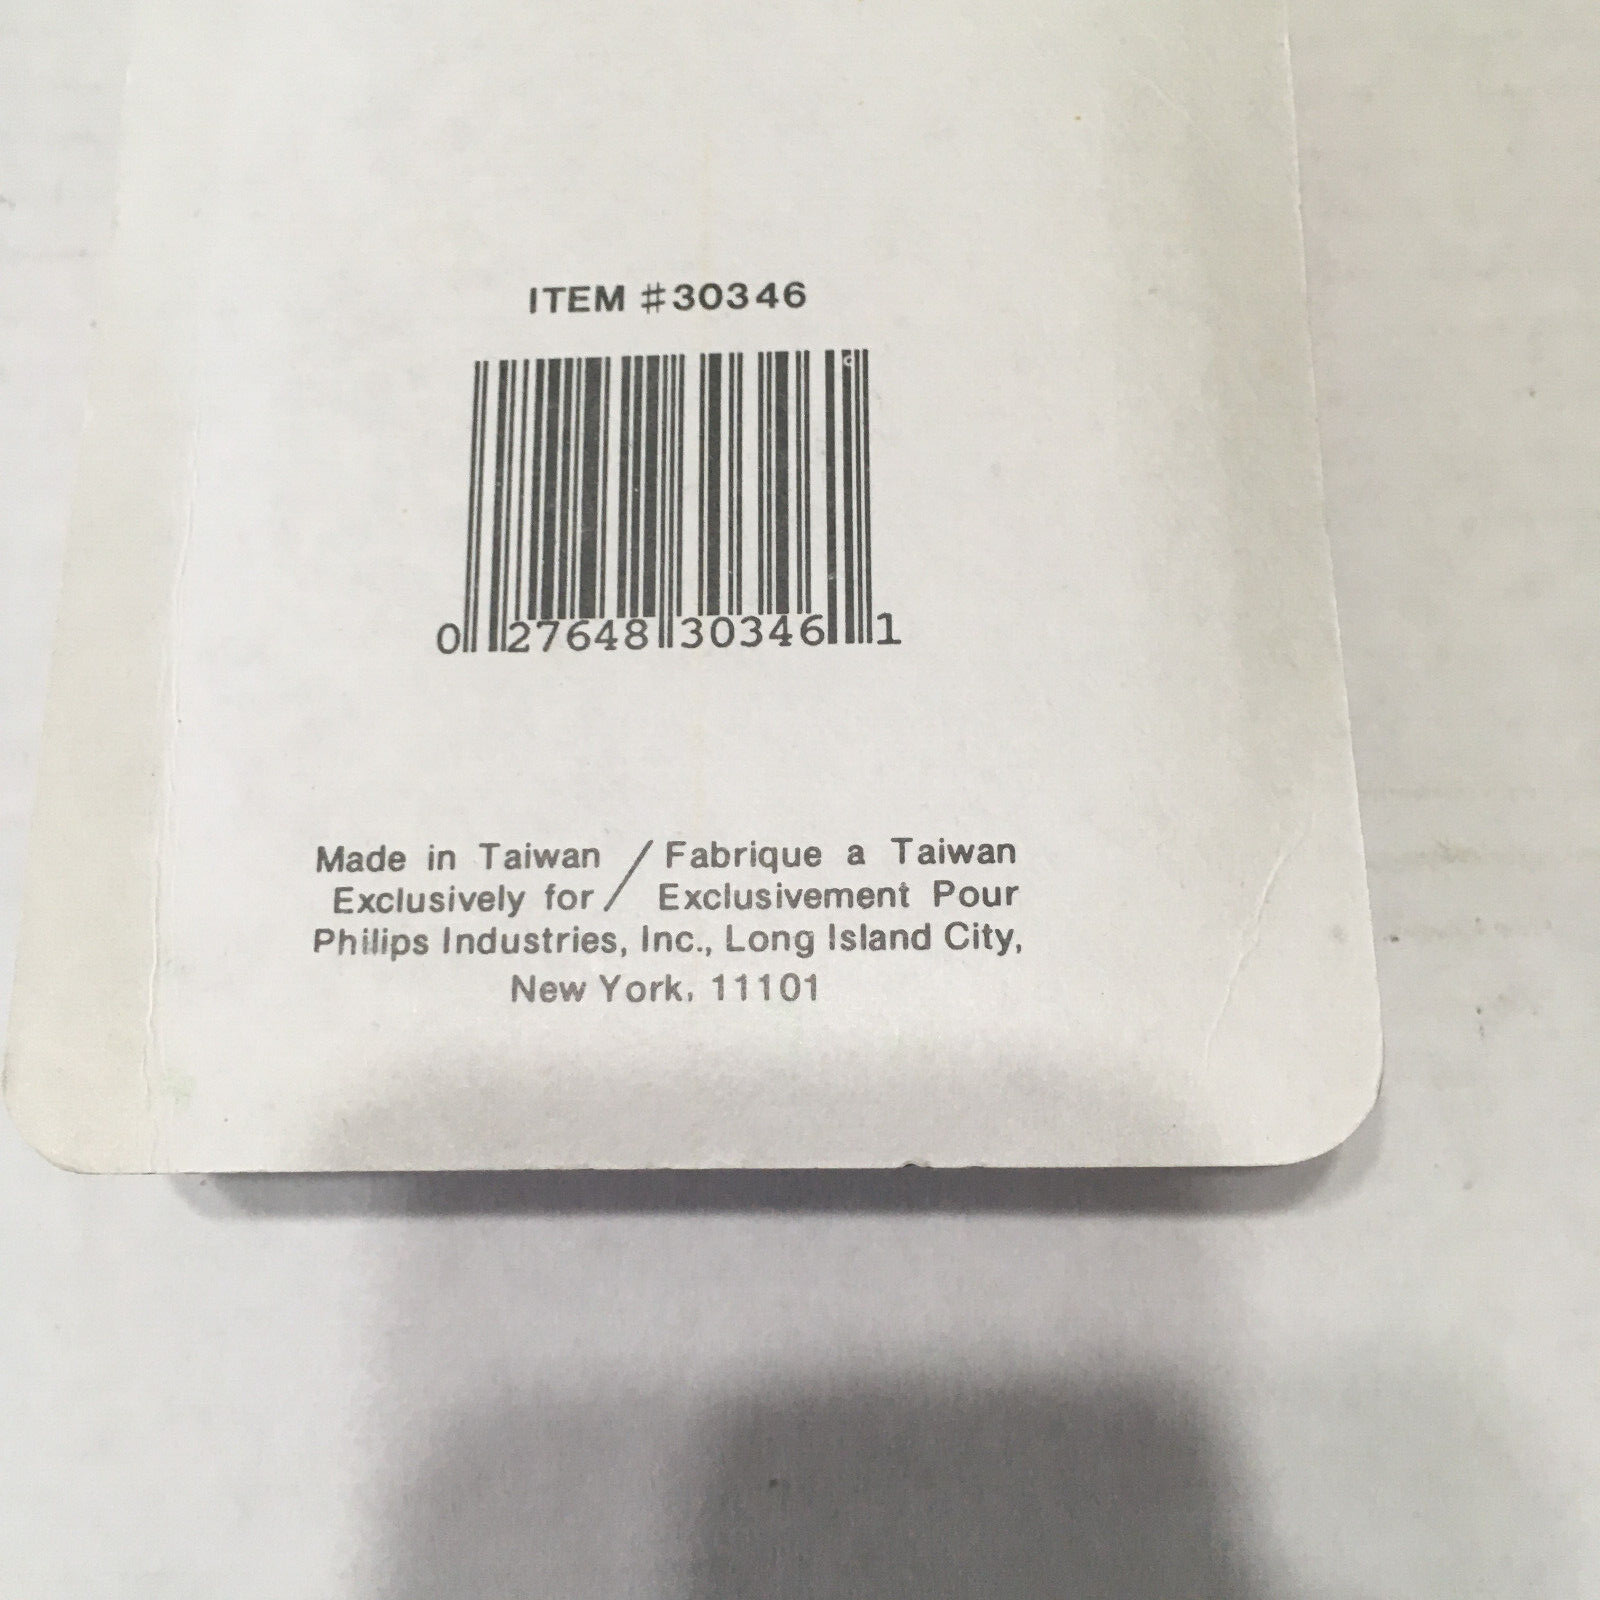 ITEM #30346
0 27648 30346 1
Made in Taiwan / Fabrique a Taiwan
Exclusively for / Exclusivement Pour
Philips Industries, Inc., Long Island City,
New York, 11101